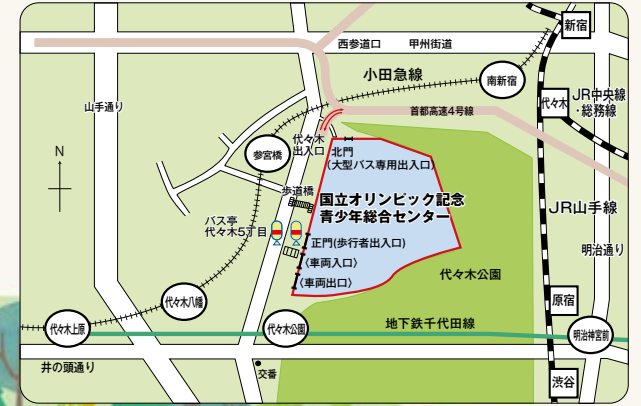 新宿
西参道口
甲州街道
小田急線
南新宿
山手通り
首都高速4号線
代々木
JR中央線
・総務線
代々木
出入口
北門
(大型バス専用出入口)
参宮橋
N
歩道橋
国立オリンピック記念
青少年総合センター
JR山手線
バス亭
代々木5丁目
正門(歩行者出入口)
〈車両入口〉
〈車両出口〉
明治通り
代々木公園
代々木八幡
原宿
代々木上原
代々木公園
地下鉄千代田線
明治神宮前
井の頭通り
交番
渋谷